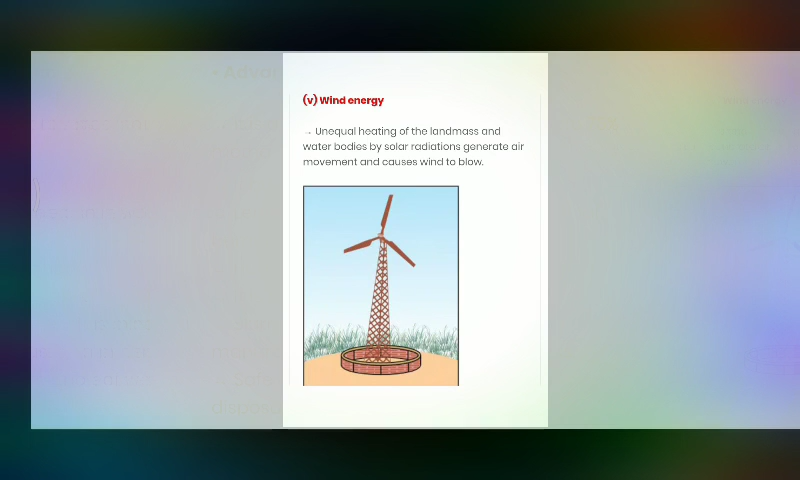 (v) Wind energy
→ Unequal heating of the landmass and
water bodies by solar radiations generate air
movement and causes wind to blow.